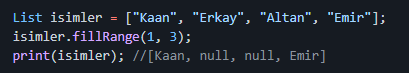 List isimler = ["Kaan", "Erkay", "Altan", "Emir"];
isimler.fillRange(1, 3);
print(isimler); //[Kaan, null, null, Emir]